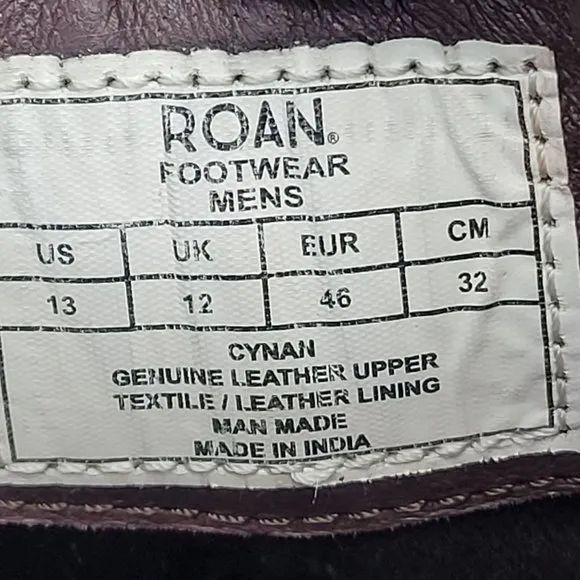 ROAN®
FOOTWEAR
MENS
US UK EUR CM
13 12 46 32
CYNAN
GENUINE LEATHER UPPER
TEXTILE / LEATHER LINING
MAN MADE
MADE IN INDIA